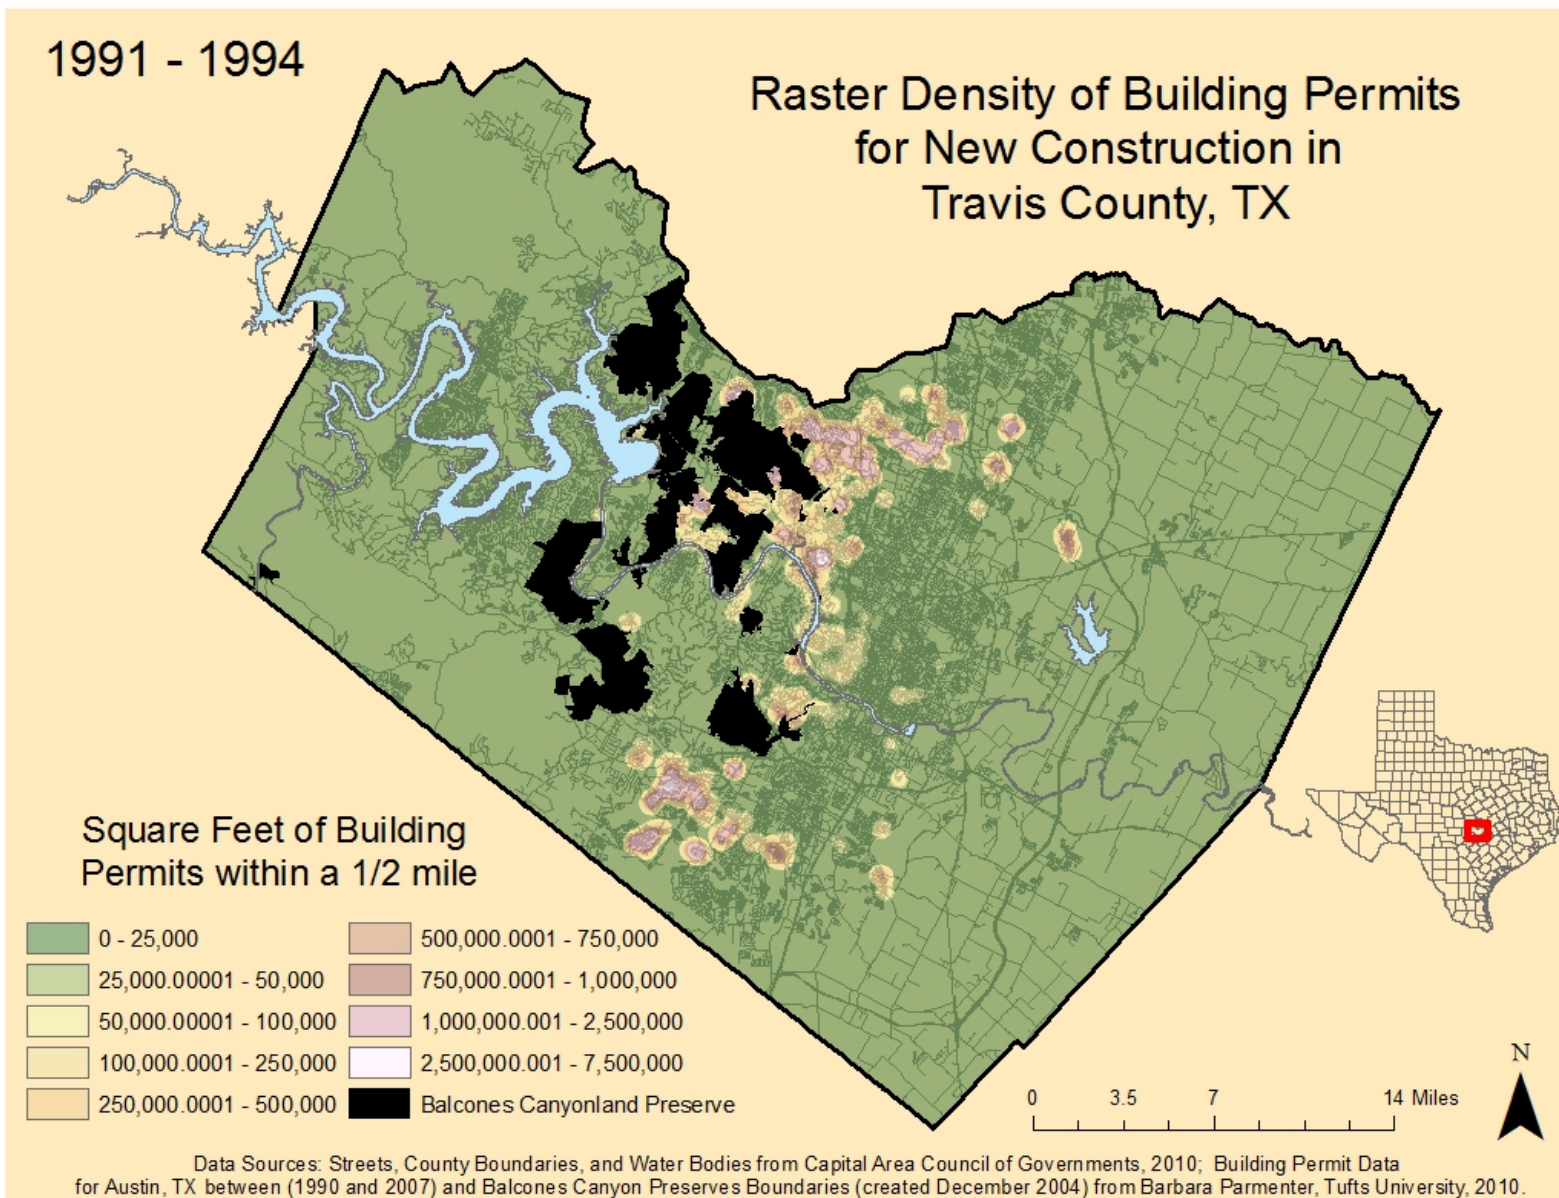 1991 - 1994
Raster Density of Building Permits
for New Construction in
Travis County, TX
Square Feet of Building
Permits within a 1/2 mile
0 - 25,000
25,000.00001 - 50,000
50,000.00001 - 100,000
100,000.0001 - 250,000
250,000.0001 - 500,000
500,000.0001 - 750,000
750,000.0001 - 1,000,000
1,000,000.001 - 2,500,000
2,500,000.001 - 7,500,000
Balcones Canyonland Preserve
0 3.5 7 14 Miles
N
Data Sources: Streets, County Boundaries, and Water Bodies from Capital Area Council of Governments, 2010; Building Permit Data
for Austin, TX between (1990 and 2007) and Balcones Canyon Preserves Boundaries (created December 2004) from Barbara Parmenter, Tufts University, 2010.